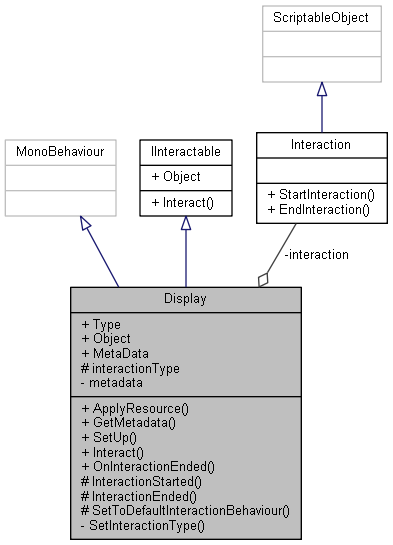 ScriptableObject
MonoBehaviour
IInteractable
+ Object
+ Interact()
Interaction
+ StartInteraction()
+ EndInteraction()
-interaction
Display
+ Type
+ Object
+ MetaData
# interactionType
- metadata
+ ApplyResource()
+ GetMetadata()
+ SetUp()
+ Interact()
+ OnInteractionEnded()
# InteractionStarted()
# InteractionEnded()
# SetToDefaultInteractionBehaviour()
- SetInteractionType()